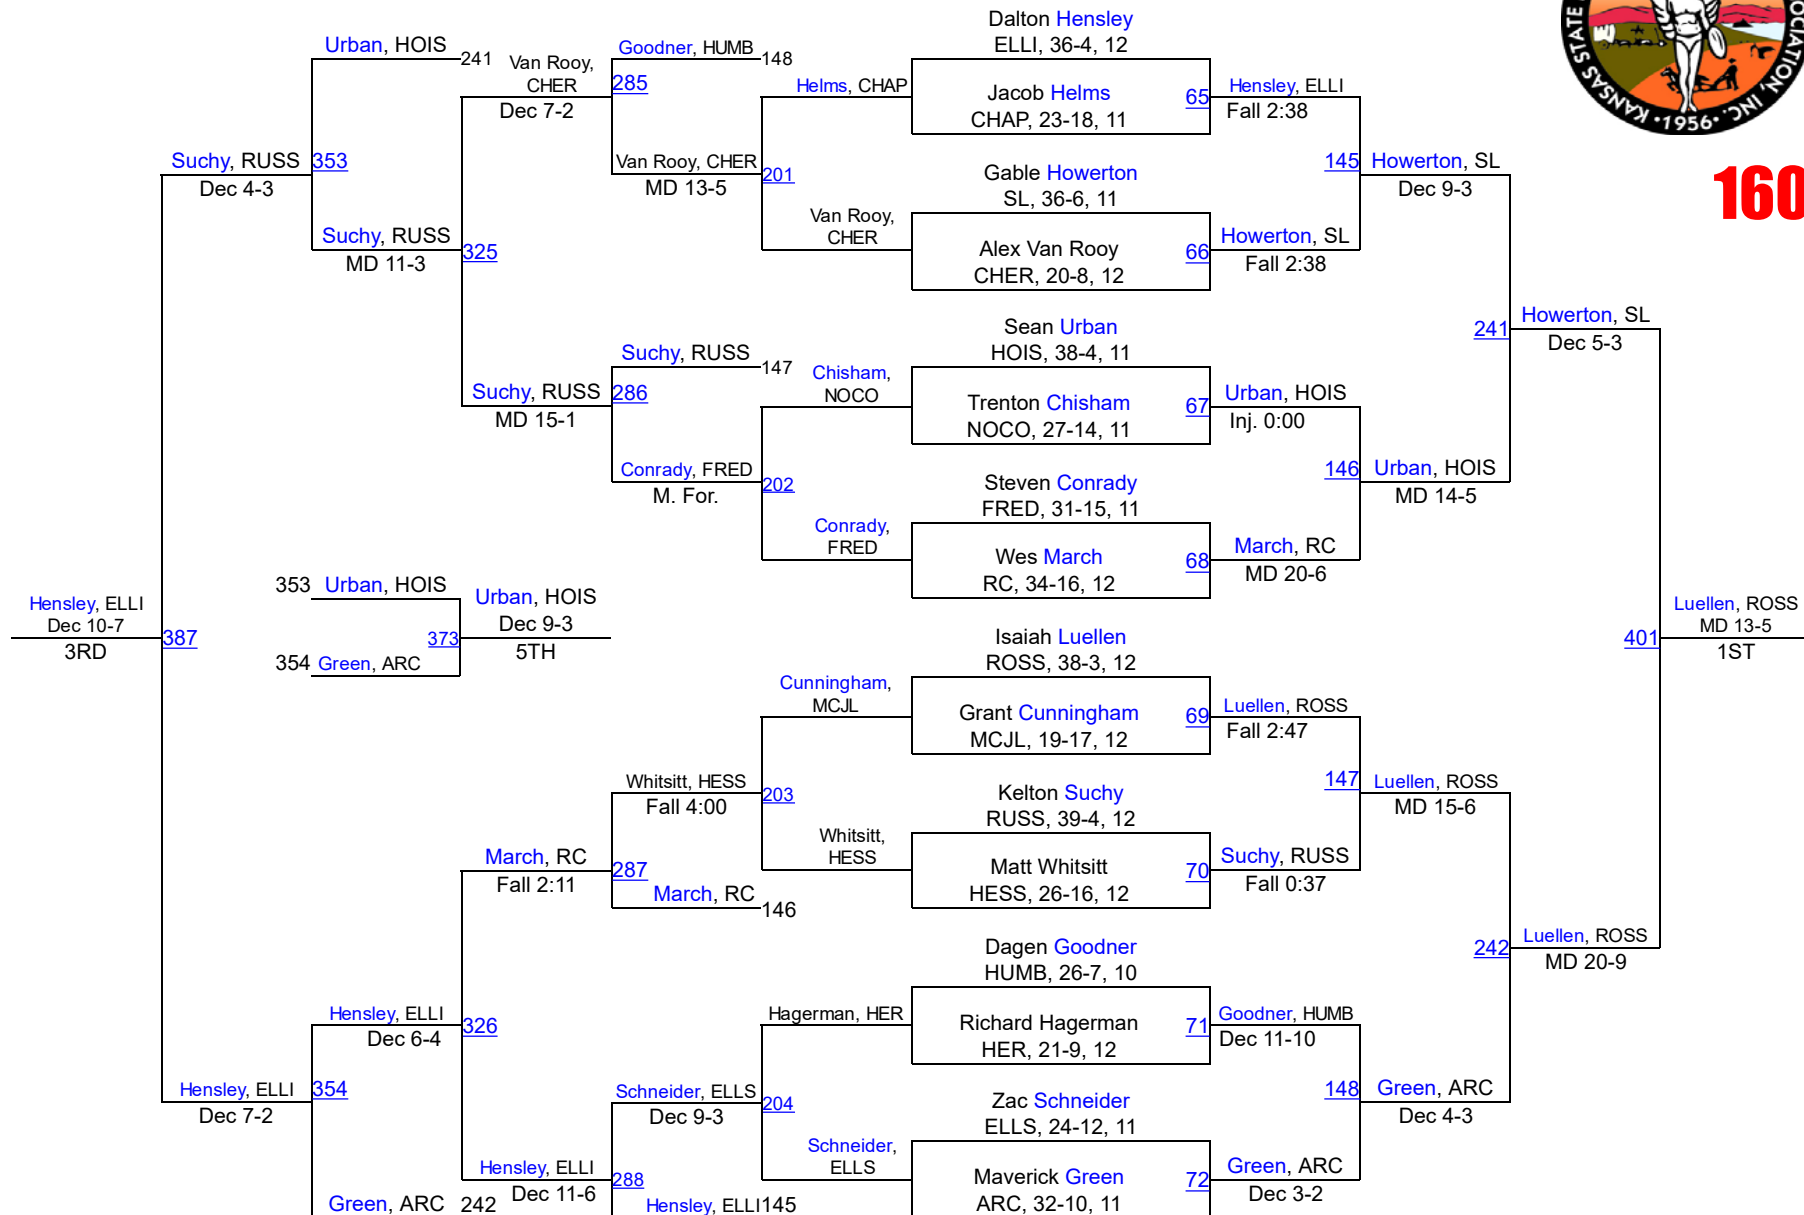 Urban, HOIS
241
Van Rooy,
CHER
Dec 7-2
Goodner, HUMB
148
285
Helms, CHAP
Suchy, RUSS
Dec 4-3
353
Van Rooy, CHER
MD 13-5
201
Van Rooy,
CHER
Suchy, RUSS
MD 11-3
325
Suchy, RUSS
147
Chisham,
NOCO
Suchy, RUSS
MD 15-1
286
Conrady, FRED
M. For.
202
Conrady,
FRED
353 Urban, HOIS
354 Green, ARC
373
Urban, HOIS
Dec 9-3
5TH
Hensley, ELLI
Dec 10-7
3RD
387
Cunningham,
MCJL
Whitsitt, HESS
Fall 4:00
203
Whitsitt,
HESS
March, RC
Fall 2:11
287
March, RC
146
Hensley, ELLI
Dec 6-4
326
Hagerman, HER
Hensley, ELLI
Dec 7-2
354
Schneider, ELLS
Dec 9-3
204
Schneider,
ELLS
Hensley, ELLI
Dec 11-6
288
Hensley, ELLI
145
Green, ARC
242
Dalton Hensley
ELLI, 36-4, 12
Jacob Helms
CHAP, 23-18, 11
65
Hensley, ELLI
Fall 2:38
Gable Howerton
SL, 36-6, 11
Alex Van Rooy
CHER, 20-8, 12
66
Howerton, SL
Fall 2:38
145
Howerton, SL
Dec 9-3
Sean Urban
HOIS, 38-4, 11
Trenton Chisham
NOCO, 27-14, 11
67
Urban, HOIS
Inj. 0:00
Steven Conrady
FRED, 31-15, 11
Wes March
RC, 34-16, 12
68
March, RC
MD 20-6
146
Urban, HOIS
MD 14-5
241
Howerton, SL
Dec 5-3
Isaiah Luellen
ROSS, 38-3, 12
Grant Cunningham
MCJL, 19-17, 12
69
Luellen, ROSS
Fall 2:47
Kelton Suchy
RUSS, 39-4, 12
Matt Whitsitt
HESS, 26-16, 12
70
Suchy, RUSS
Fall 0:37
147
Luellen, ROSS
MD 15-6
Dagen Goodner
HUMB, 26-7, 10
Richard Hagerman
HER, 21-9, 12
71
Goodner, HUMB
Dec 11-10
Zac Schneider
ELLS, 24-12, 11
Maverick Green
ARC, 32-10, 11
72
Green, ARC
Dec 3-2
148
Green, ARC
Dec 4-3
242
Luellen, ROSS
MD 20-9
401
Luellen, ROSS
MD 13-5
1ST
KANSAS STATE
OCIATION, INC.
•1956•
160